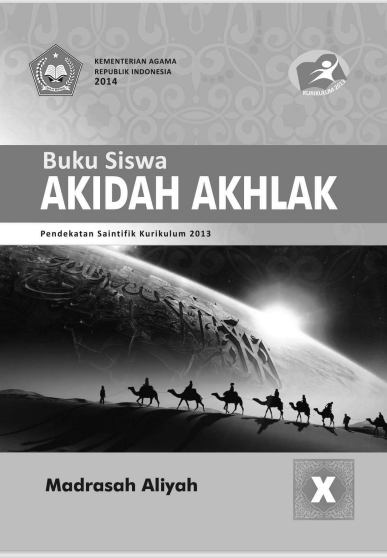 KEMENTERIAN AGAMA
REPUBLIK INDONESIA
2014
KURIKULUM 2013
Buku Siswa
AKIDAH AKHLAK
Pendekatan Saintifik Kurikulum 2013
Madrasah Aliyah
X